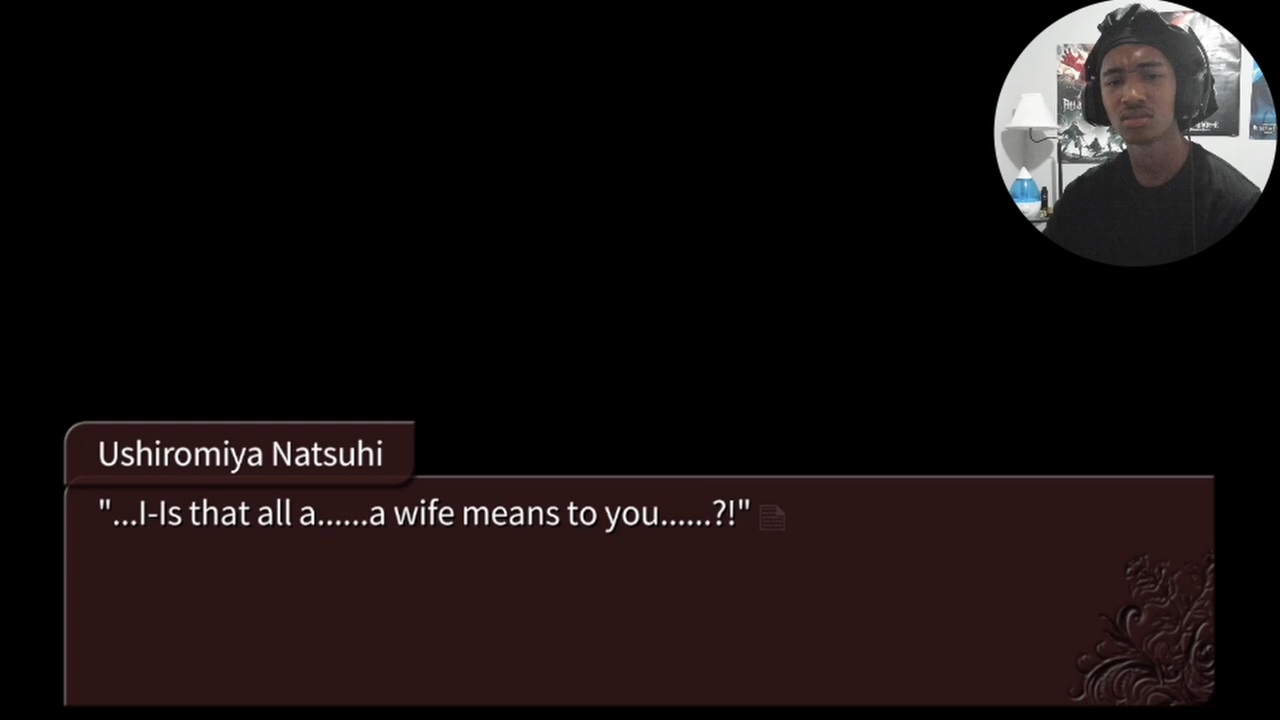 Ushiromiya Natsuhi
"...I-Is that all a......a wife means to you......?!"